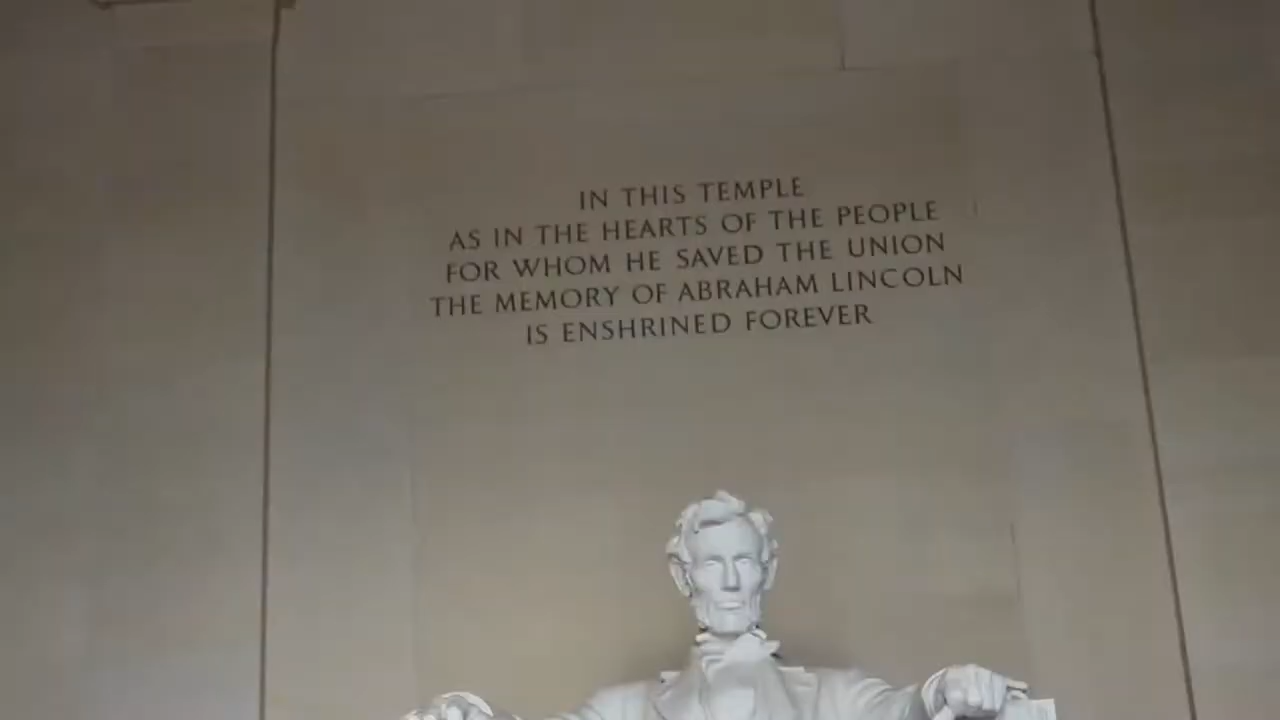 IN THIS TEMPLE
AS IN THE HEARTS OF THE PEOPLE
FOR WHOM HE SAVED THE UNION
THE MEMORY OF ABRAHAM LINCOLN
IS ENSHRINED FOREVER